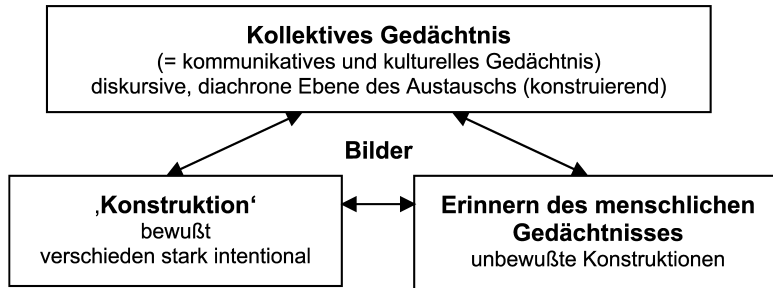 Kollektives Gedächtnis
(= kommunikatives und kulturelles Gedächtnis)
diskursive, diachrone Ebene des Austauschs (konstruierend)
Bilder
‚Konstruktion‘
bewußt
verschieden stark intentional
Erinnern des menschlichen
Gedächtnisses
unbewußte Konstruktionen